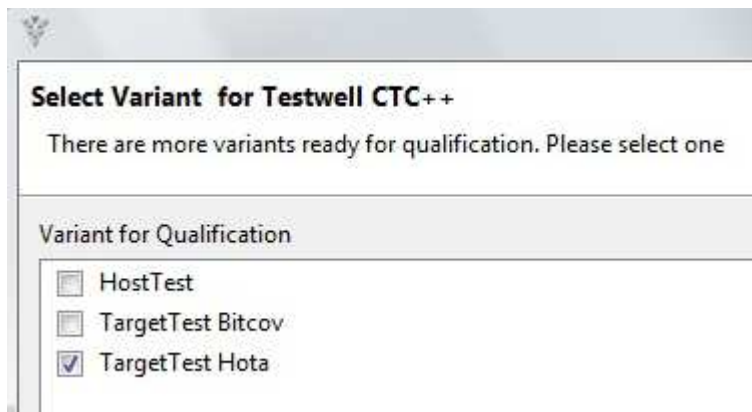 Select Variant for Testwell CTC++
There are more variants ready for qualification. Please select one
Variant for Qualification
HostTest
TargetTest Bitcov
TargetTest Hota